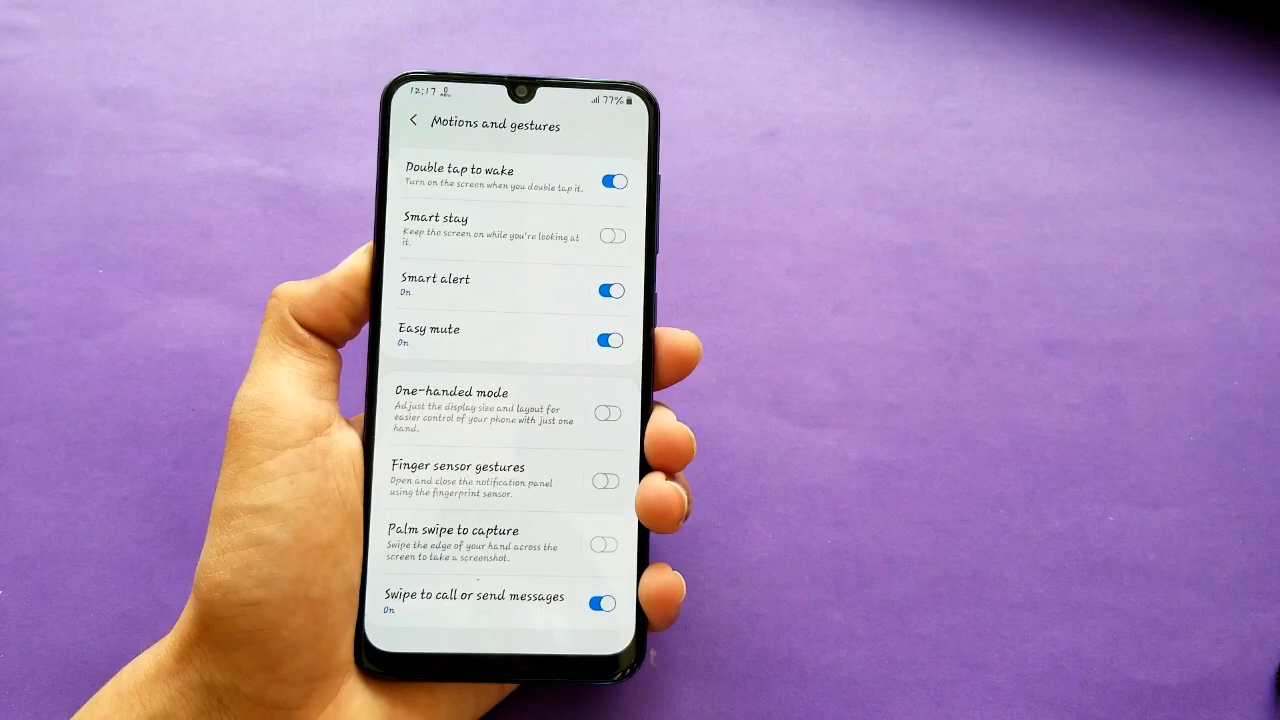 12:17
77%
Motions and gestures
Double tap to wake
Turn on the screen when you double tap it.
Smart stay
Keep the screen on while you're looking at
it.
Smart alert
On
Easy mute
On
One-handed mode
Adjust the display size and layout for
easier control of your phone with just one
hand.
Finger sensor gestures
Open and close the notification panel
using the fingerprint sensor.
Palm swipe to capture
Swipe the edge of your hand across the
screen to take a screenshot.
Swipe to call or send messages
On